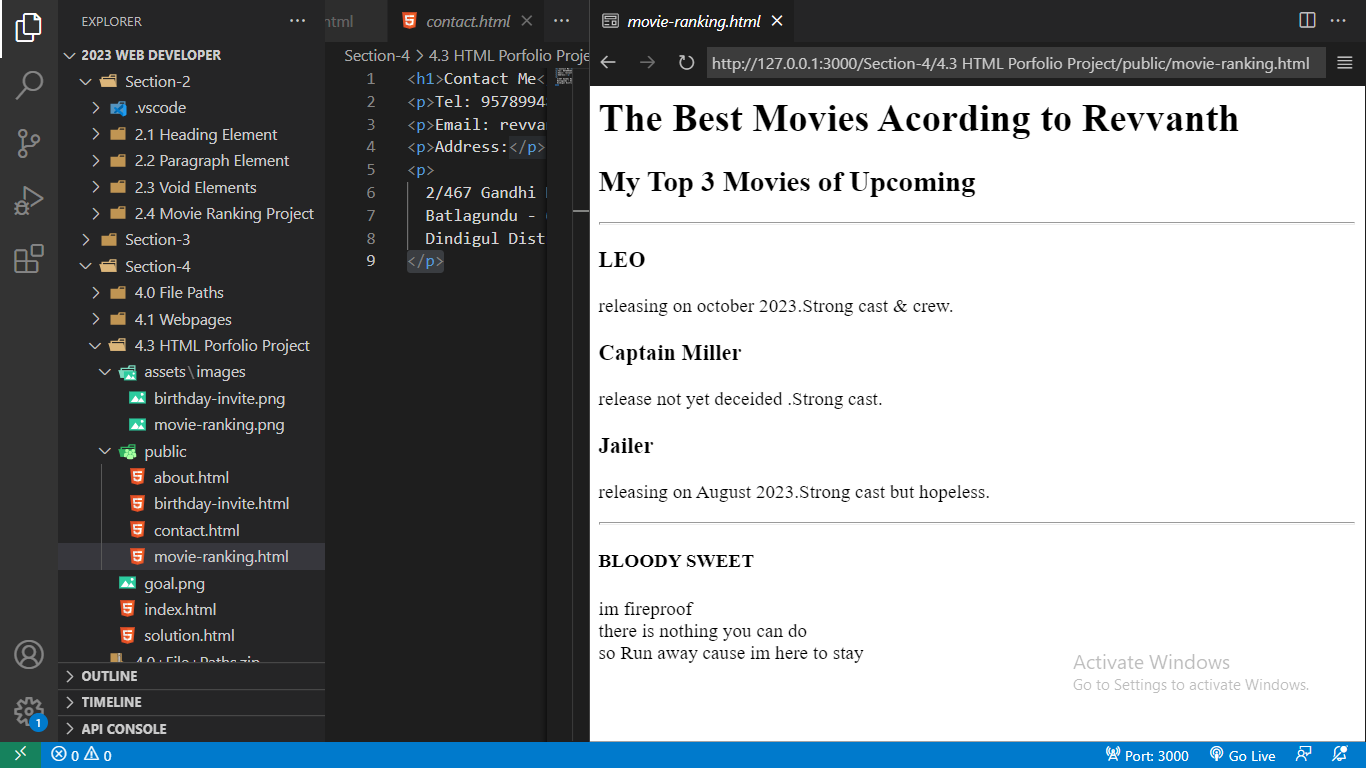 EXPLORER
2023 WEB DEVELOPER
Section-2
.vscode
2.1 Heading Element
2.2 Paragraph Element
2.3 Void Elements
2.4 Movie Ranking Project
Section-3
Section-4
4.0 File Paths
4.1 Webpages
4.3 HTML Porfolio Project
assets\images
birthday-invite.png
movie-ranking.png
public
about.html
birthday-invite.html
contact.html
movie-ranking.html
goal.png
index.html
solution.html
4.0+File+Paths.zip
OUTLINE
TIMELINE
API CONSOLE
html
contact.html
Section-4 > 4.3 HTML Porfolio Proje
1 <h1>Contact Me<
2 <p>Tel: 9578994
3 <p>Email: revva
4 <p>Address:</p>
5 <p>
6 2/467 Gandhi
7 Batlagundu -
8 Dindigul Dist
9 </p>
movie-ranking.html
http://127.0.0.1:3000/Section-4/4.3 HTML Porfolio Project/public/movie-ranking.html
The Best Movies Acording to Revvanth
My Top 3 Movies of Upcoming
LEO
releasing on october 2023.Strong cast & crew.
Captain Miller
release not yet deceided .Strong cast.
Jailer
releasing on August 2023.Strong cast but hopeless.
BLOODY SWEET
im fireproof
there is nothing you can do
so Run away cause im here to stay
Activate Windows
Go to Settings to activate Windows.
1
0 0
Port: 3000
Go Live